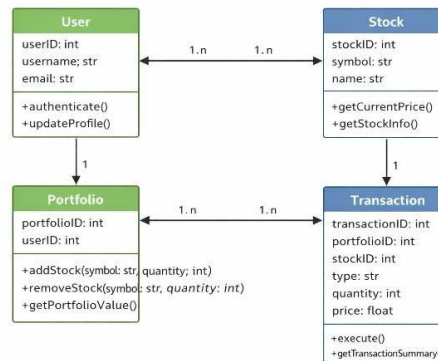 User
userID: int
username; str
email: str
+authenticate()
+updateProfile()
1..n 1..n
Stock
stockID: int
symbol: str
name: str
+getCurrentPrice()
+getStockInfo()
1
1
Portfolio
portfolioID: int
userID: int
+addStock(symbol: str, quantity; int)
+removeStock(symbol: str, quantity: int)
+getPortfolioValue()
1..n 1..n
Transaction
transactionID: int
portfolioID: int
stockID: int
type: str
quantity: int
price: float
+execute()
+getTransactionSummary(